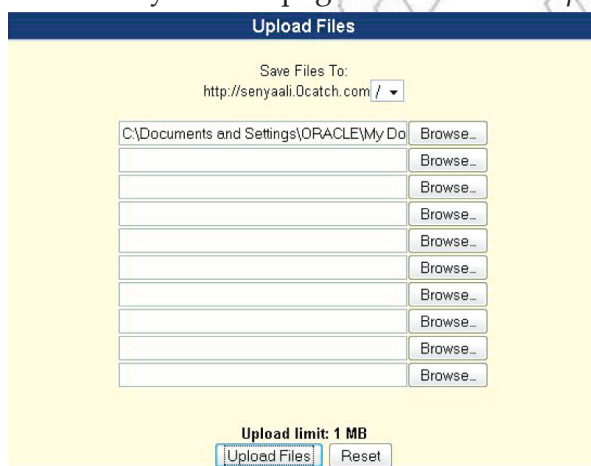 Upload Files
Save Files To:
http://senyaali.0catch.com /
C:\Documents and Settings\ORACLE\My Do Browse...
Browse...
Browse...
Browse...
Browse...
Browse...
Browse...
Browse...
Browse...
Browse...
Upload limit: 1 MB
Upload Files Reset